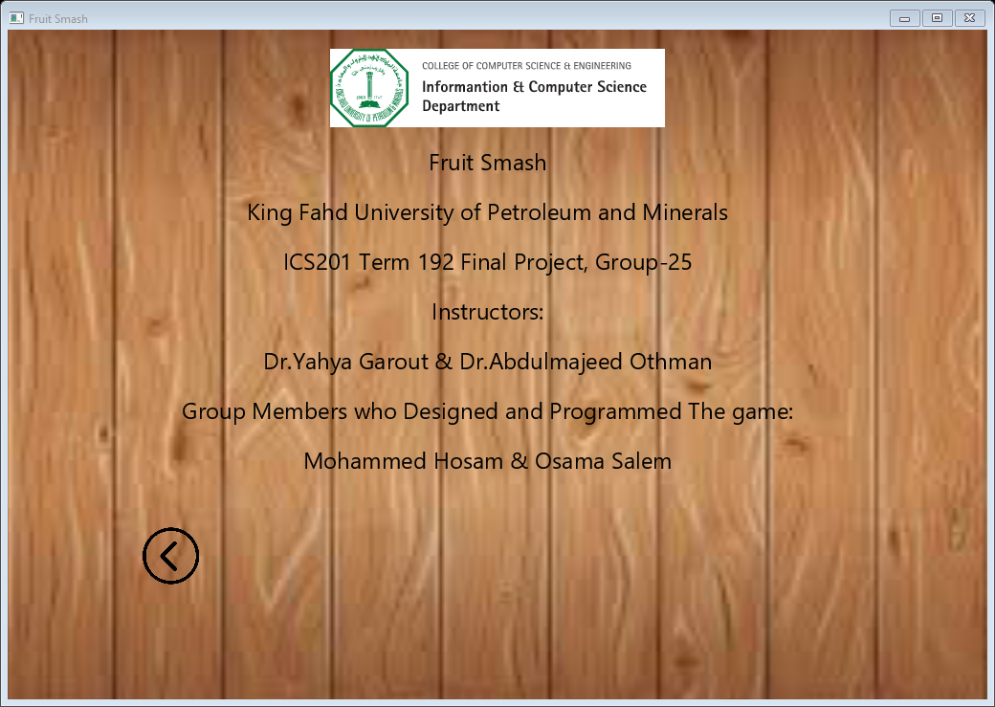 Fruit Smash
COLLEGE OF COMPUTER SCIENCE & ENGINEERING
Informantion & Computer Science
Department
Fruit Smash
King Fahd University of Petroleum and Minerals
ICS201 Term 192 Final Project, Group-25
Instructors:
Dr.Yahya Garout & Dr.Abdulmajeed Othman
Group Members who Designed and Programmed The game:
Mohammed Hosam & Osama Salem